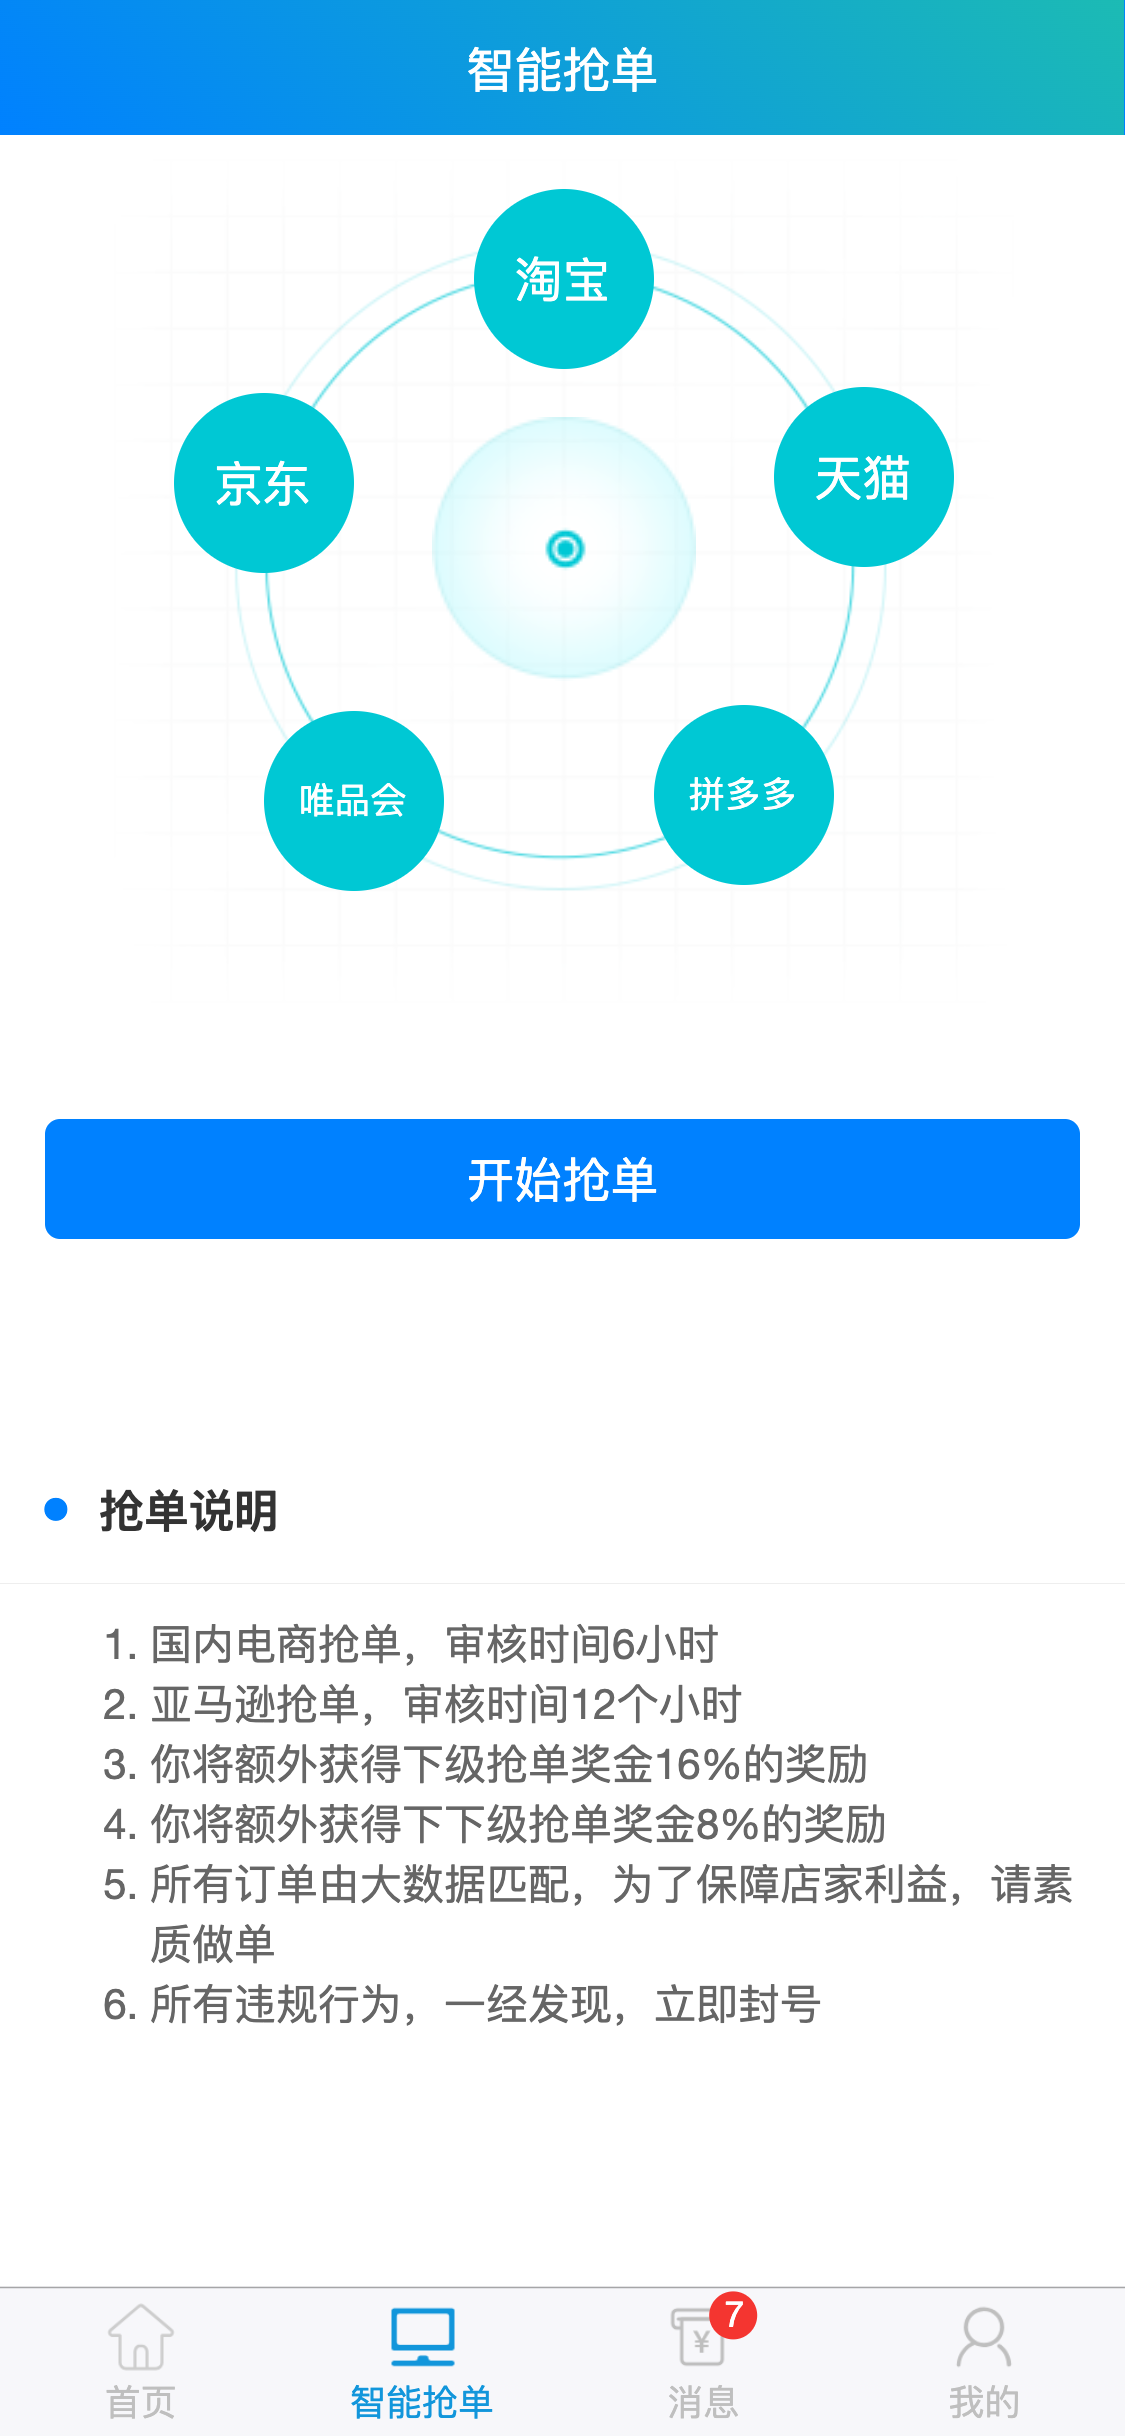 智能抢单
淘宝
京东
天猫
唯品会
拼多多
开始抢单
抢单说明
1. 国内电商抢单，审核时间6小时
2. 亚马逊抢单，审核时间12个小时
3. 你将额外获得下级抢单奖金16%的奖励
4. 你将额外获得下下级抢单奖金8%的奖励
5. 所有订单由大数据匹配，为了保障店家利益，请素
质做单
6. 所有违规行为，一经发现，立即封号
¥
7
首页
智能抢单
消息
我的